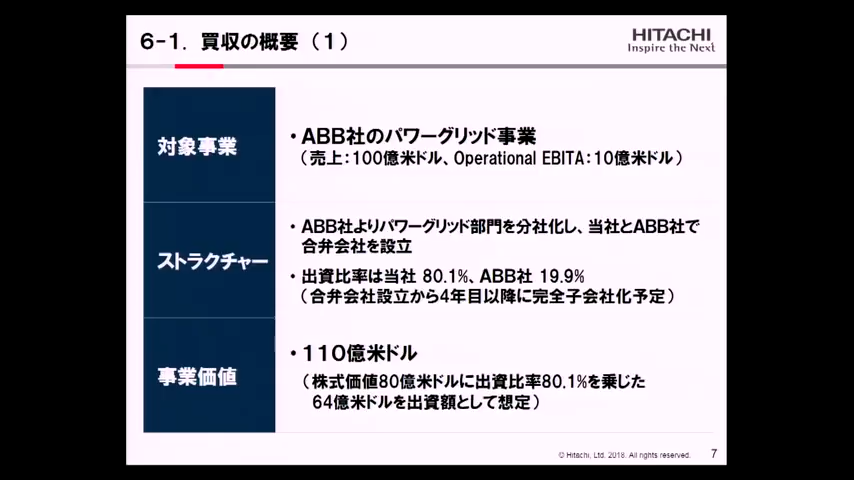 6-1. 買収の概要（1）
HITACHI
Inspire the Next
対象事業
・ABB社のパワーグリッド事業
（売上：100億米ドル、Operational EBITA：10億米ドル）
ストラクチャー
・ABB社よりパワーグリッド部門を分社化し、当社とABB社で
合弁会社を設立
・出資比率は当社 80.1%、ABB社 19.9%
（合弁会社設立から4年目以降に完全子会社化予定）
事業価値
・110億米ドル
（株式価値80億米ドルに出資比率80.1%を乗じた
64億米ドルを出資額として想定）
© Hitachi, Ltd. 2018. All rights reserved.
7